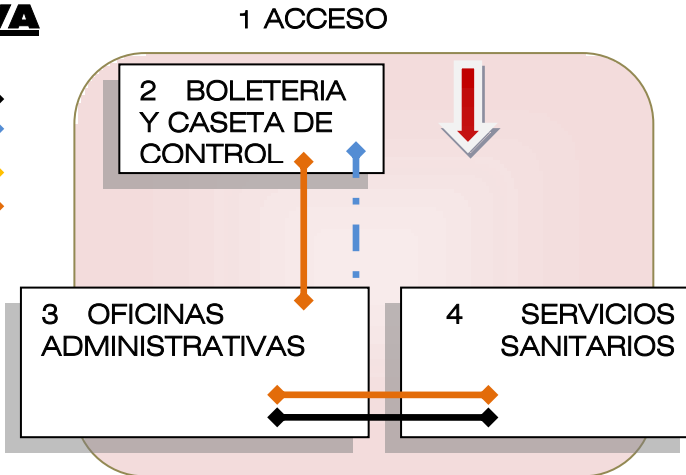 1 ACCESO
2 BOLETERIA
Y CASETA DE
CONTROL
3 OFICINAS
ADMINISTRATIVAS
4 SERVICIOS
SANITARIOS